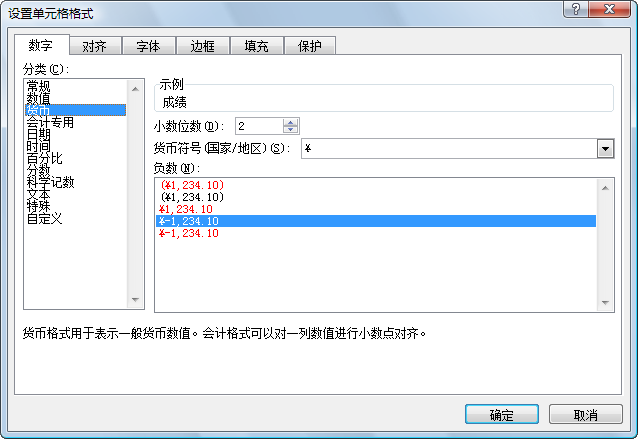 设置单元格格式
数字 对齐 字体 边框 填充 保护
分类(C):
常规
数值
货币
会计专用
日期
时间
百分比
分数
科学记数
文本
特殊
自定义
示例
成绩
小数位数(D): 2
货币符号(国家/地区)(S): ¥
负数(N):
(¥1,234.10)
(¥1,234.10)
¥1,234.10
¥-1,234.10
¥-1,234.10
货币格式用于表示一般货币数值。会计格式可以对一列数值进行小数点对齐。
确定 取消